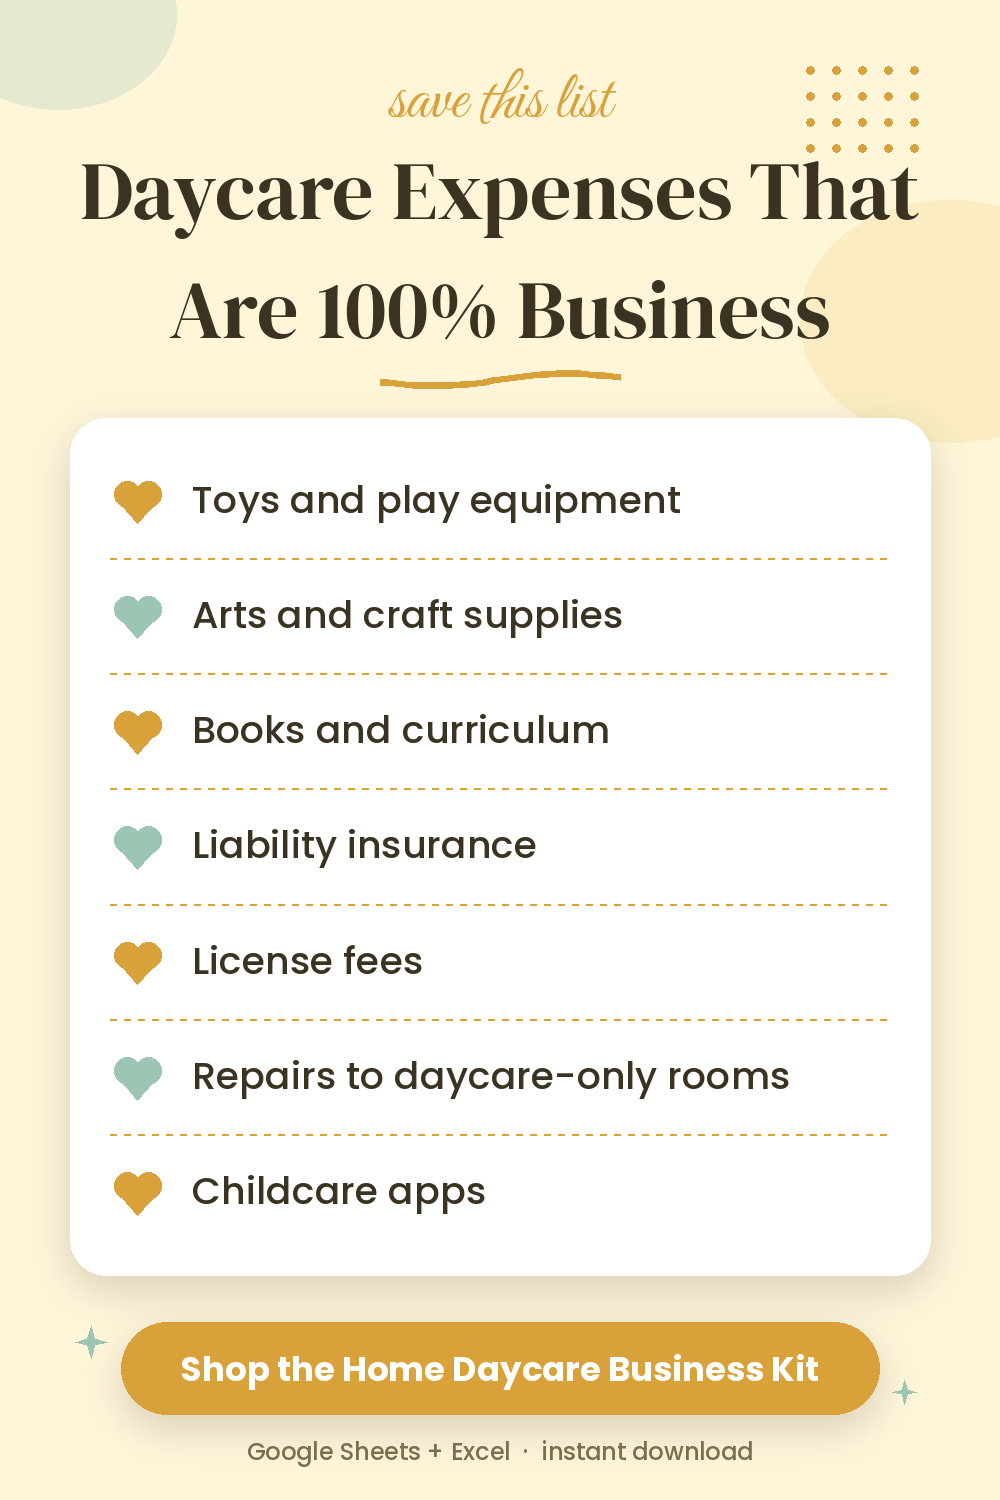 save this list
Daycare Expenses That
Are 100% Business
Toys and play equipment
Arts and craft supplies
Books and curriculum
Liability insurance
License fees
Repairs to daycare-only rooms
Childcare apps
Shop the Home Daycare Business Kit
Google Sheets + Excel · instant download